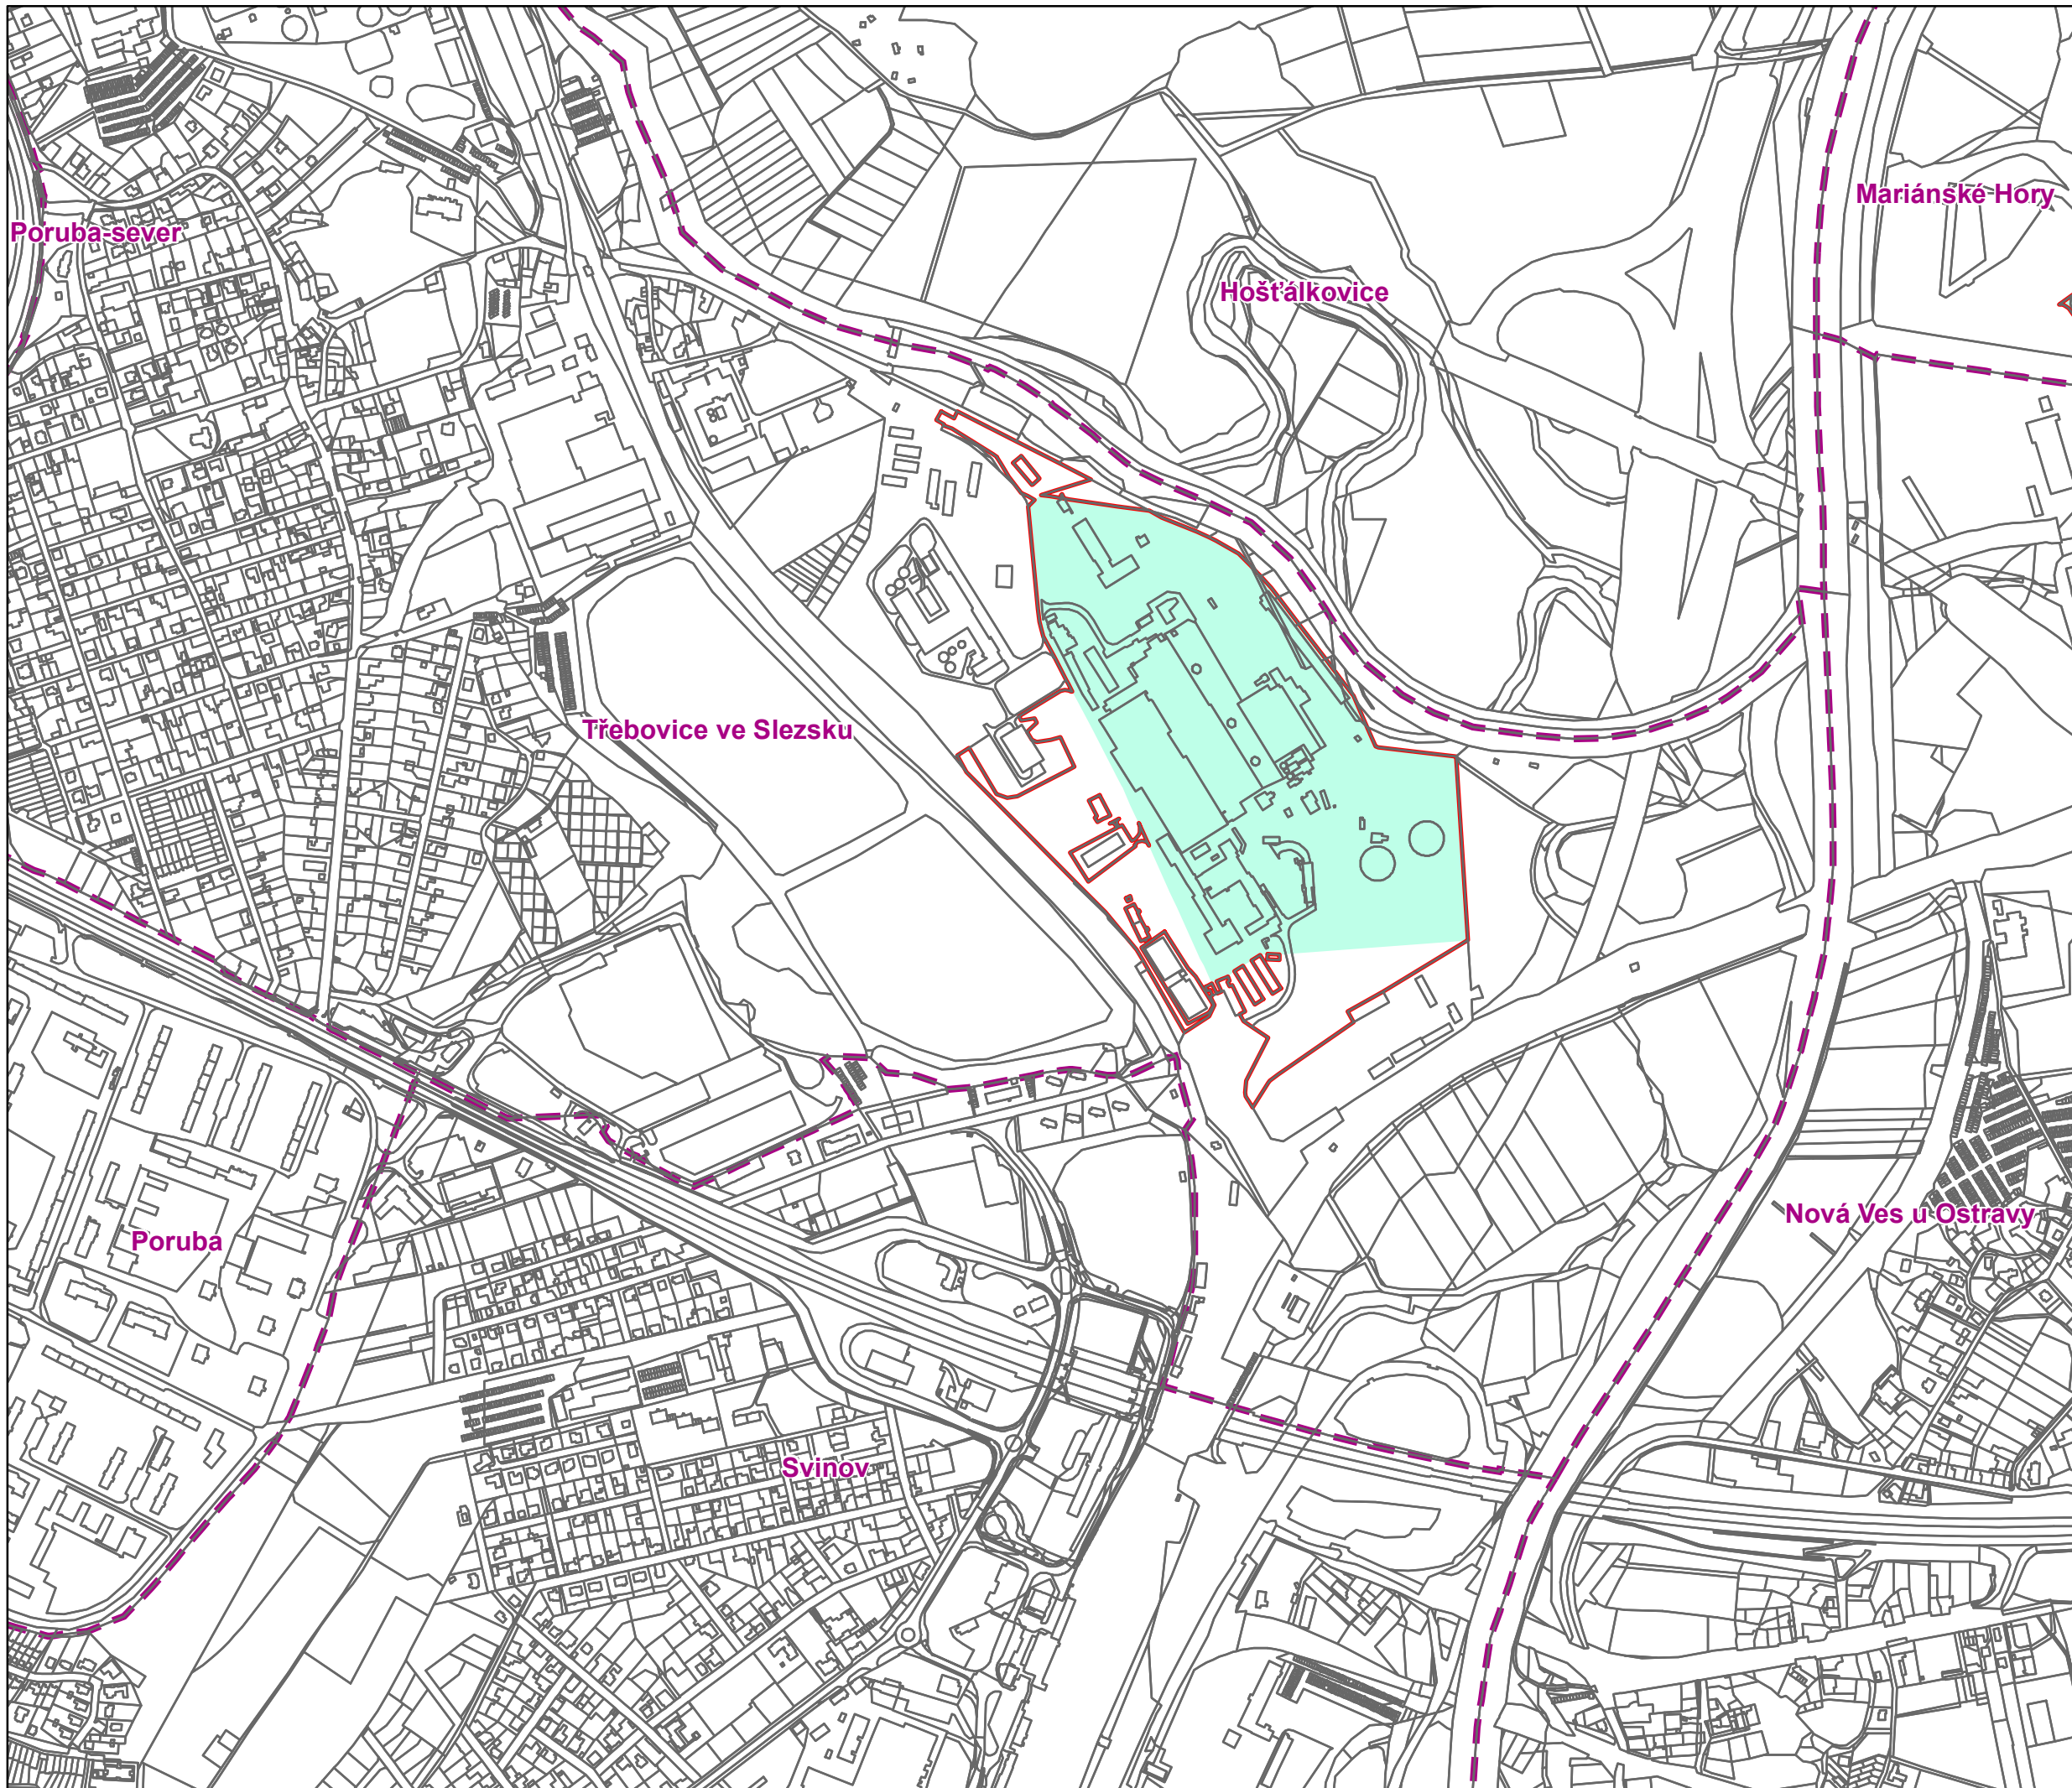 Mariánské Hory
Poruba-sever
Hošťálkovice
Třebovice ve Slezsku
Nová Ves u Ostravy
Poruba
Svinov